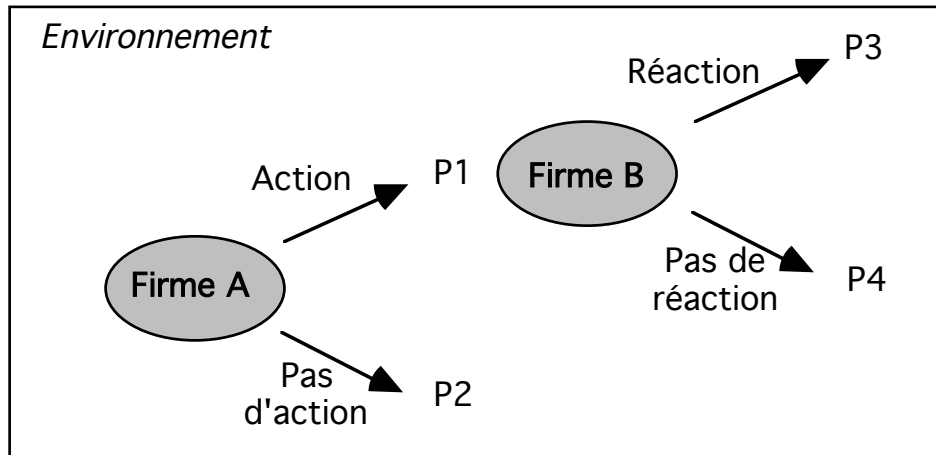 Environnement
Réaction
P3
Action
P1
Firme B
Pas de
réaction
P4
Firme A
Pas
d'action
P2